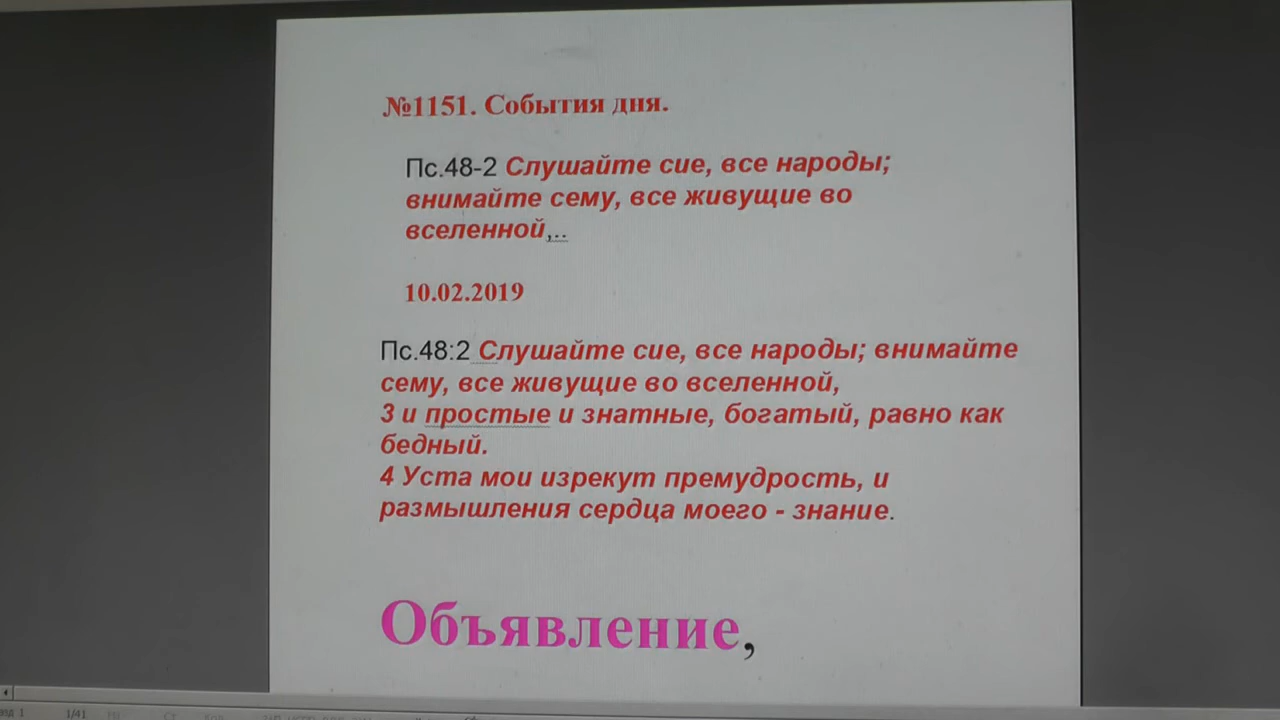 №1151. События дня.
Пс.48-2 Слушайте сие, все народы;
внимайте сему, все живущие во
вселенной,..
10.02.2019
Пс.48:2 Слушайте сие, все народы; внимайте
сему, все живущие во вселенной,
3 и простые и знатные, богатый, равно как
бедный.
4 Уста мои изрекут премудрость, и
размышления сердца моего - знание.
Объявление,
1/41